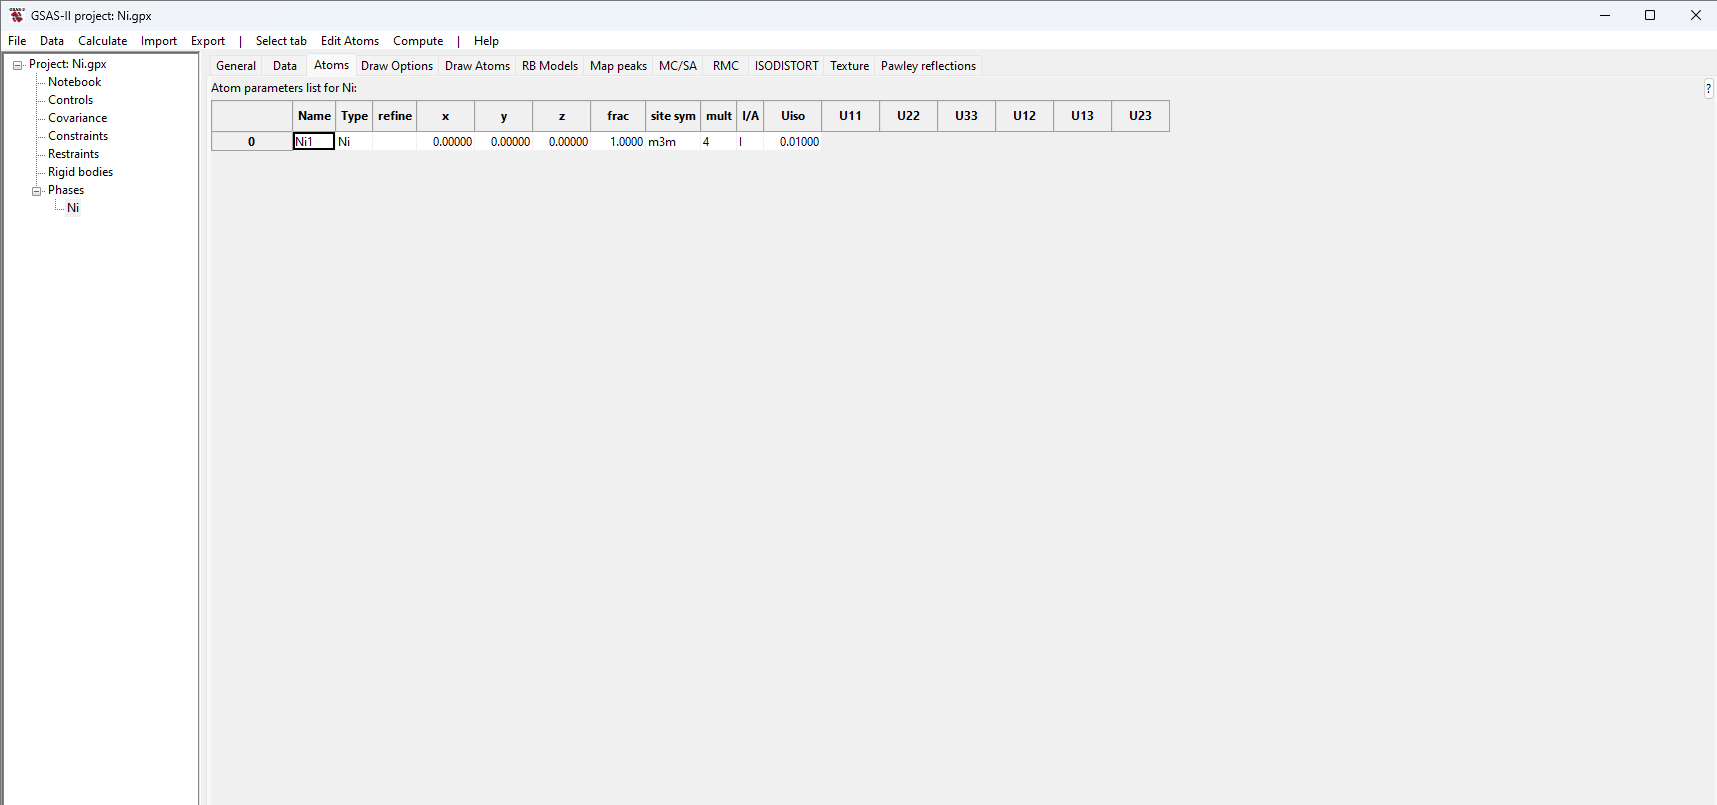 GSAS-II project: Ni.gpx
File Data Calculate Import Export | Select tab Edit Atoms Compute | Help
Project: Ni.gpx
Notebook
Controls
Covariance
Constraints
Restraints
Rigid bodies
Phases
Ni
General Data Atoms Draw Options Draw Atoms RB Models Map peaks MC/SA RMC ISODISTORT Texture Pawley reflections
Atom parameters list for Ni:
?
Name Type refine x y z frac site sym mult I/A Uiso U11 U22 U33 U12 U13 U23
0 Ni1 Ni 0.00000 0.00000 0.00000 1.0000 m3m 4 I 0.01000